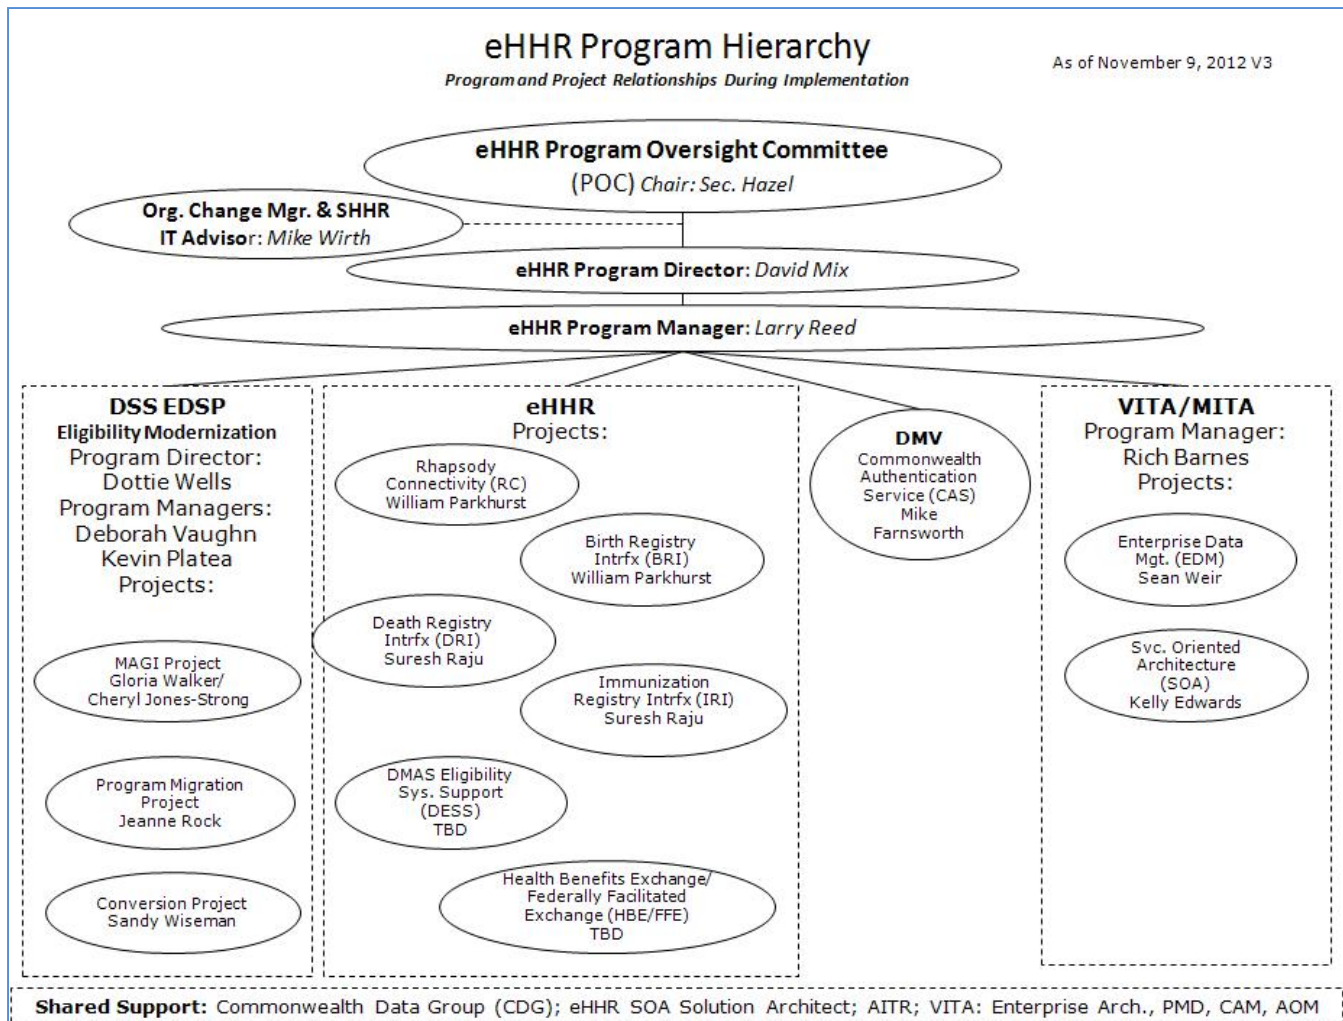 eHHR Program Hierarchy
Program and Project Relationships During Implementation
As of November 9, 2012 V3
eHHR Program Oversight Committee
(POC) Chair: Sec. Hazel
Org. Change Mgr. & SHHR
IT Advisor: Mike Wirth
eHHR Program Director: David Mix
eHHR Program Manager: Larry Reed
DSS EDSP
Eligibility Modernization
Program Director:
Dottie Wells
Program Managers:
Deborah Vaughn
Kevin Platea
Projects:
MAGI Project
Gloria Walker/
Cheryl Jones-Strong
Program Migration
Project
Jeanne Rock
Conversion Project
Sandy Wiseman
eHHR
Projects:
Rhapsody
Connectivity (RC)
William Parkhurst
Birth Registry
Intrfx (BRI)
William Parkhurst
Death Registry
Intrfx (DRI)
Suresh Raju
Immunization
Registry Intrfx (IRI)
Suresh Raju
DMAS Eligibility
Sys. Support
(DESS)
TBD
Health Benefits Exchange/
Federally Facilitated
Exchange (HBE/FFE)
TBD
DMV
Commonwealth
Authentication
Service (CAS)
Mike
Farnsworth
VITA/MITA
Program Manager:
Rich Barnes
Projects:
Enterprise Data
Mgt. (EDM)
Sean Weir
Svc. Oriented
Architecture
(SOA)
Kelly Edwards
Shared Support: Commonwealth Data Group (CDG); eHHR SOA Solution Architect; AITR; VITA: Enterprise Arch., PMD, CAM, AOM